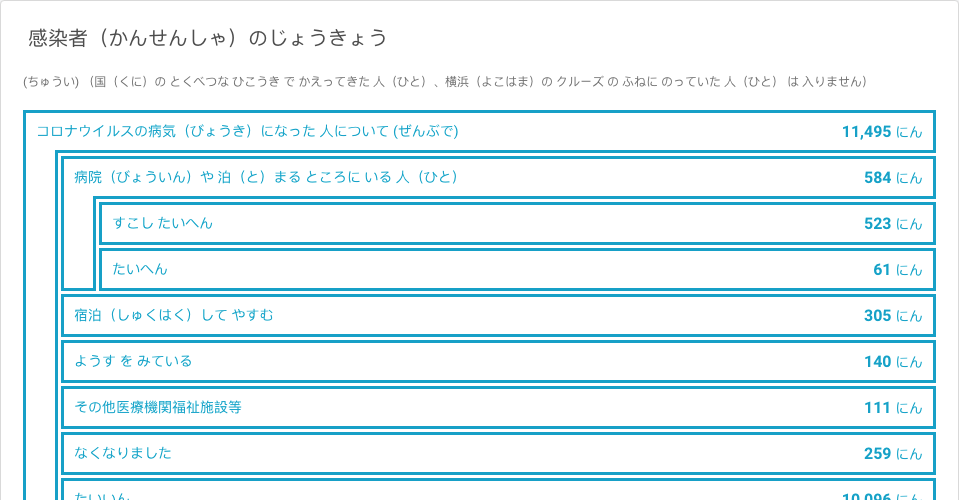 感染者（かんせんしゃ）のじょうきょう
(ちゅうい) （国（くに）の とくべつな ひこうき で かえってきた 人（ひと）、横浜（よこはま）の クルーズ の ふねに のっていた 人（ひと） は 入りません）
コロナウイルスの病気（びょうき）になった 人について (ぜんぶで) 11,495 にん
病院（びょういん）や 泊（と）まる ところに いる 人（ひと） 584 にん
すこし たいへん 523 にん
たいへん 61 にん
宿泊（しゅくはく）して やすむ 305 にん
ようす を みている 140 にん
その他医療機関福祉施設等 111 にん
なくなりました 259 にん
たいいん 10,096 にん